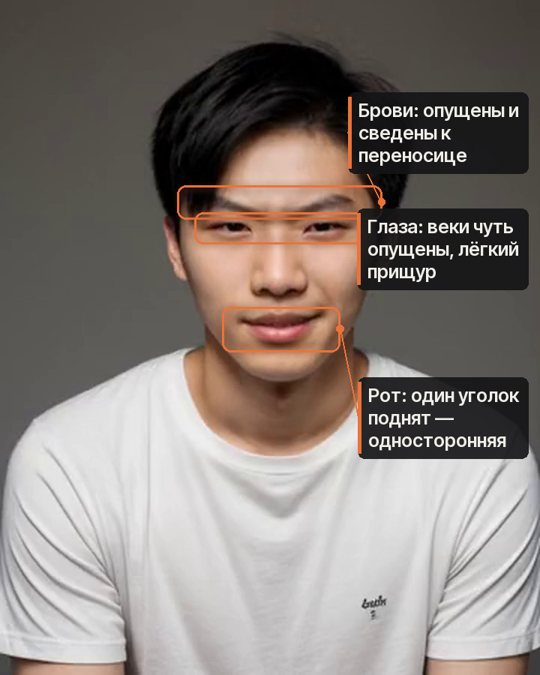 Брови: опущены и
сведены к
переносице
Глаза: веки чуть
опущены, лёгкий
прищур
Рот: один уголок
поднят —
односторонняя